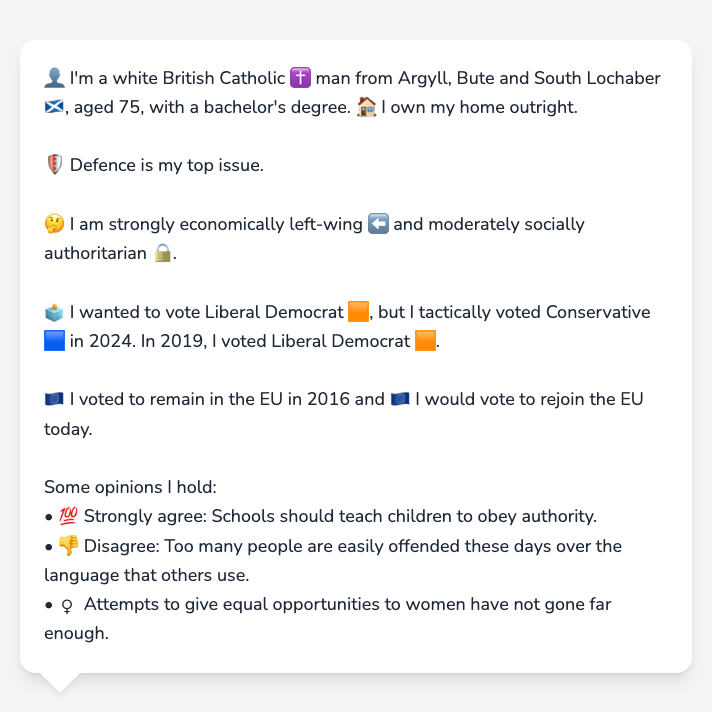 👤 I'm a white British Catholic ✝️ man from Argyll, Bute and South Lochaber
🏴󠁧󠁢󠁳󠁣󠁴󠁿, aged 75, with a bachelor's degree. 🏠 I own my home outright.
🛡️ Defence is my top issue.
🤔 I am strongly economically left-wing ⬅️ and moderately socially
authoritarian 🔒.
🗳️ I wanted to vote Liberal Democrat 🟧, but I tactically voted Conservative
🟦 in 2024. In 2019, I voted Liberal Democrat 🟧.
🇪🇺 I voted to remain in the EU in 2016 and 🇪🇺 I would vote to rejoin the EU
today.
Some opinions I hold:
• 💯 Strongly agree: Schools should teach children to obey authority.
• 👎 Disagree: Too many people are easily offended these days over the
language that others use.
• ♀ Attempts to give equal opportunities to women have not gone far
enough.